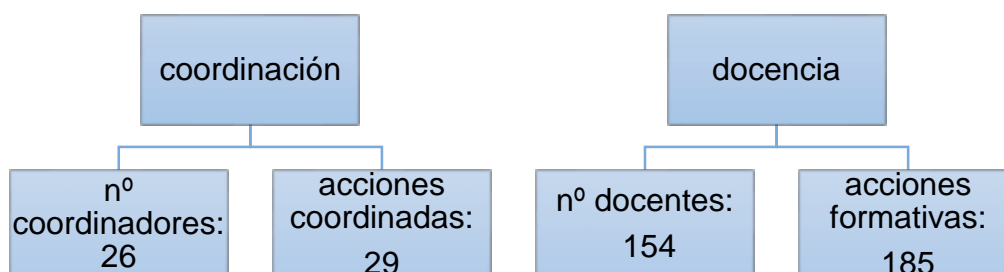 coordinación
docencia
nº
coordinadores:
26
acciones
coordinadas:
29
nº docentes:
154
acciones
formativas:
185